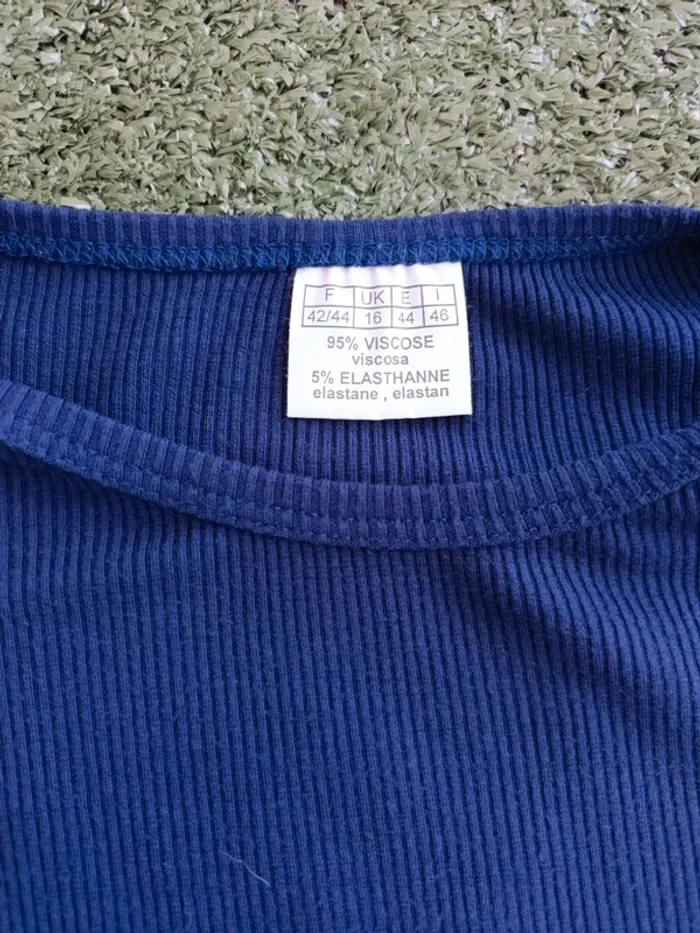 F UK E I
42/44 16 44 46
95% VISCOSE
viscosa
5% ELASTHANNE
elastane , elastan